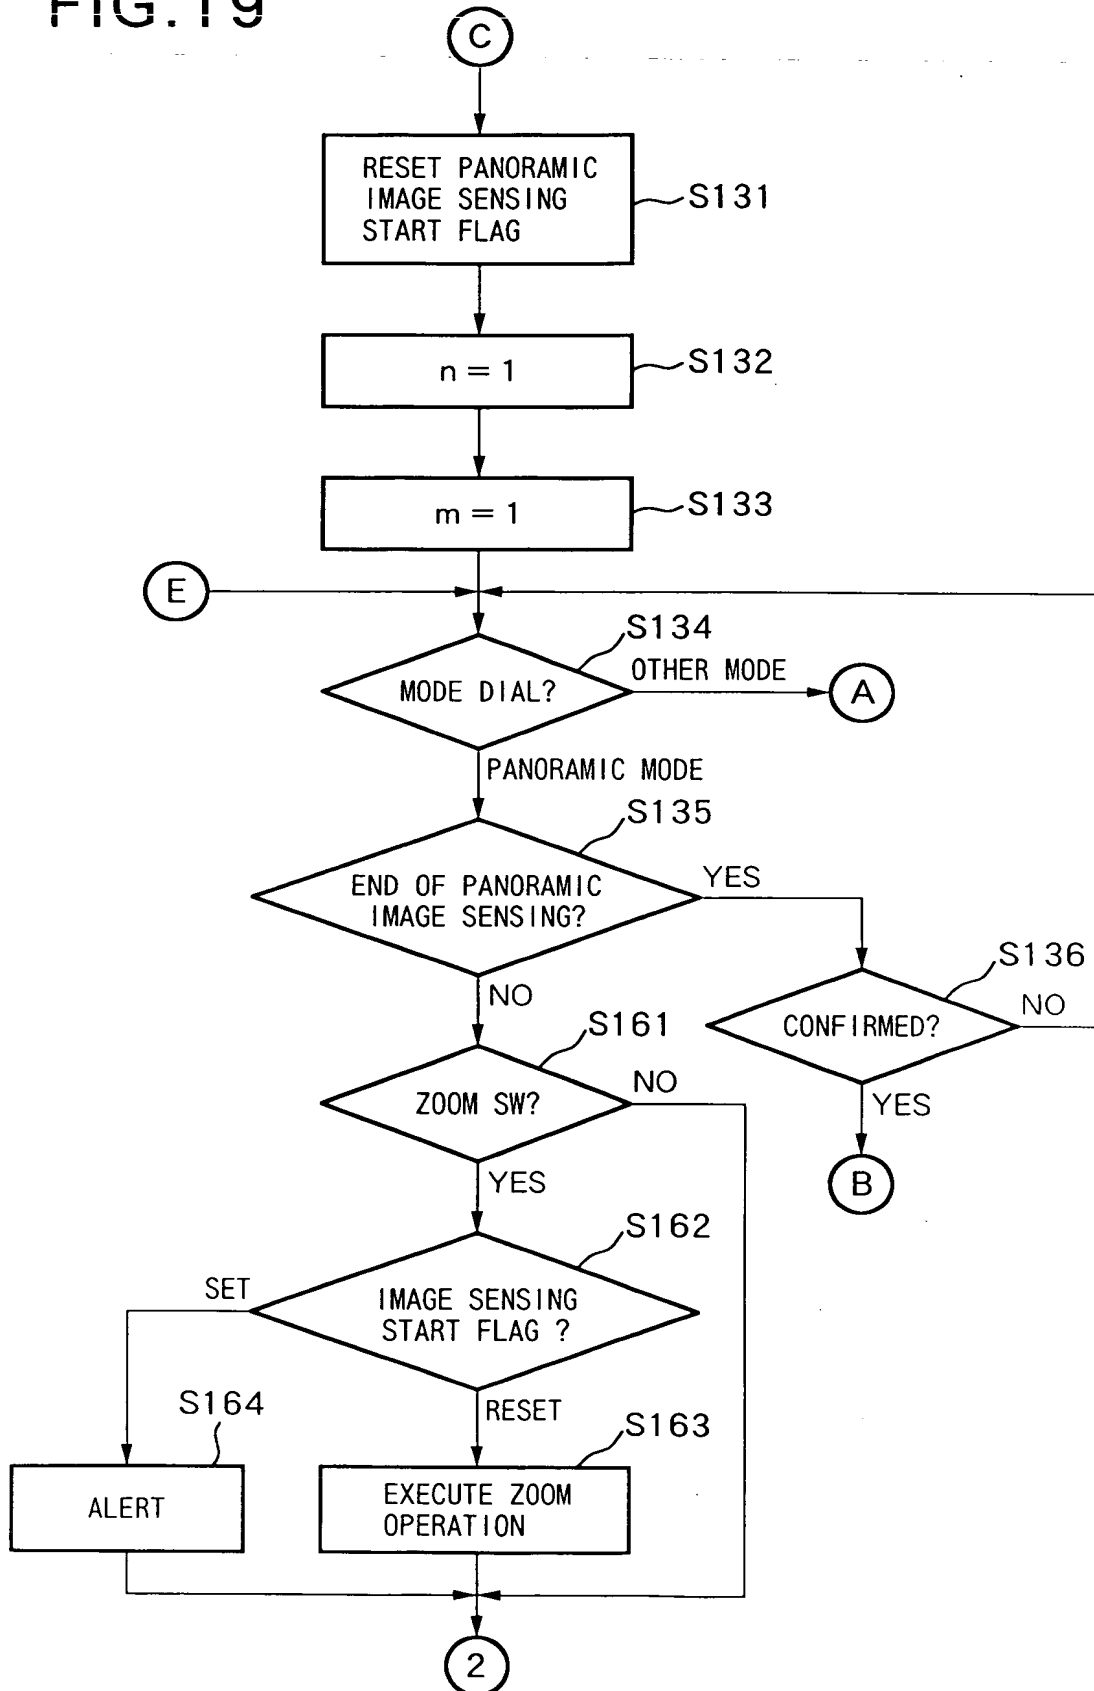 FIG.19
C
RESET PANORAMIC
IMAGE SENSING
START FLAG
S131
n = 1
S132
m = 1
S133
E
S134
MODE DIAL?
OTHER MODE
A
PANORAMIC MODE
S135
END OF PANORAMIC
IMAGE SENSING?
YES
S136
NO
CONFIRMED?
NO
S161
ZOOM SW?
NO
YES
B
YES
S162
SET
IMAGE SENSING
START FLAG ?
S164
RESET
S163
ALERT
EXECUTE ZOOM
OPERATION
2